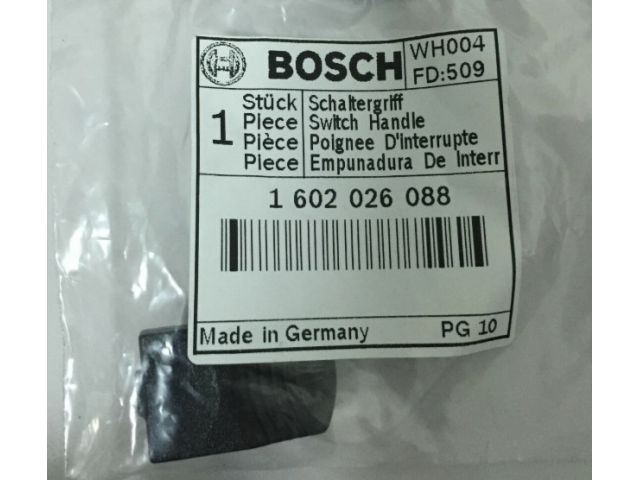 BOSCH
WH004
FD:509
1
Stück Schaltergriff
Piece Switch Handle
Pièce Poignee D'Interrupte
Piece Empunadura De Interr
1 602 026 088
Made in Germany PG 10